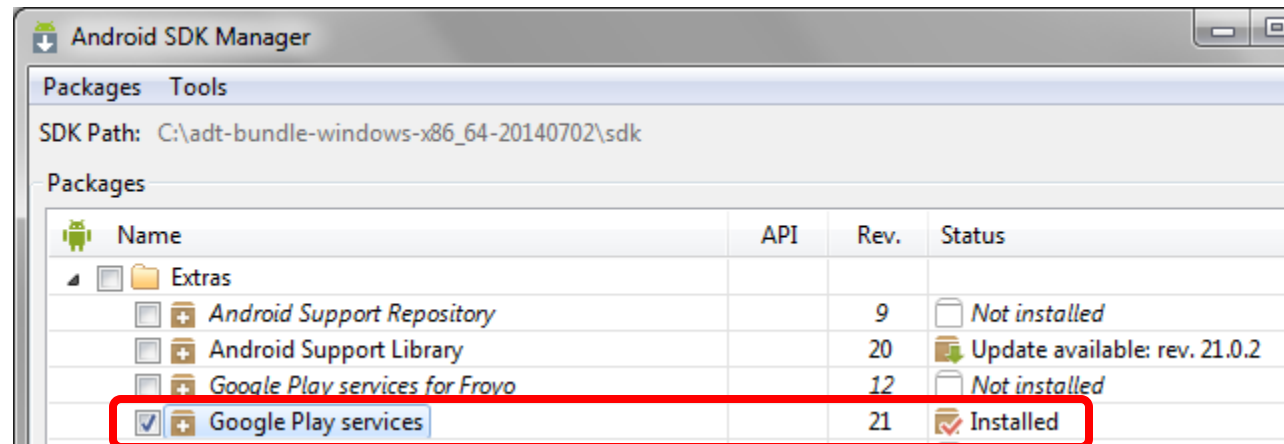 Android SDK Manager
Packages Tools
SDK Path: C:\adt-bundle-windows-x86_64-20140702\sdk
Packages
Name API Rev. Status
Extras
Android Support Repository 9 Not installed
Android Support Library 20 Update available: rev. 21.0.2
Google Play services for Froyo 12 Not installed
Google Play services 21 Installed